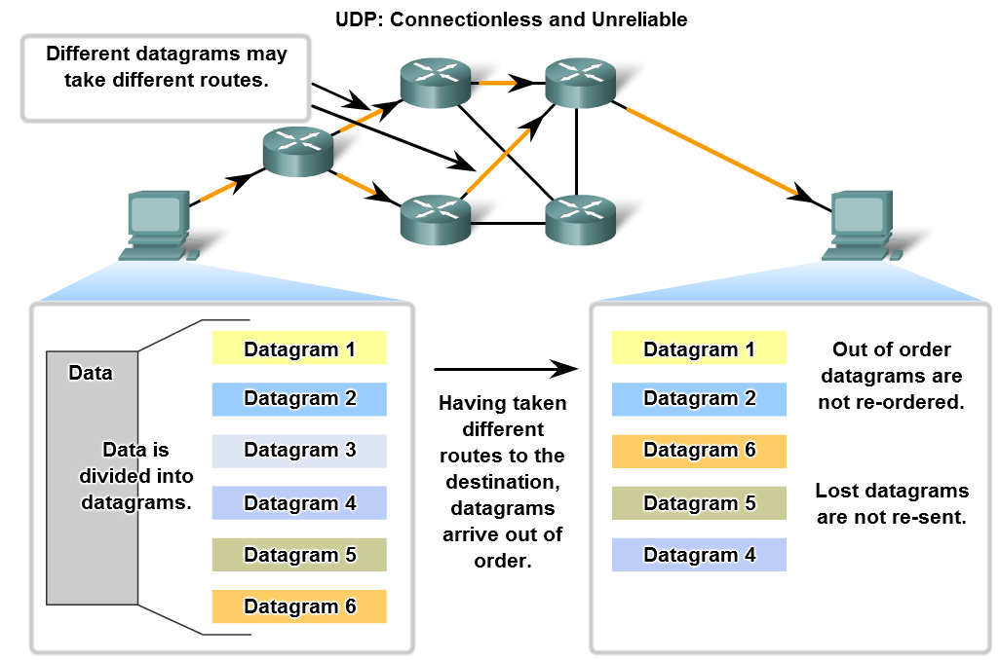 UDP: Connectionless and Unreliable
Different datagrams may
take different routes.
Data
Data is
divided into
datagrams.
Datagram 1
Datagram 2
Datagram 3
Datagram 4
Datagram 5
Datagram 6
Having taken
different
routes to the
destination,
datagrams
arrive out of
order.
Datagram 1
Datagram 2
Datagram 6
Datagram 5
Datagram 4
Out of order
datagrams are
not re-ordered.
Lost datagrams
are not re-sent.